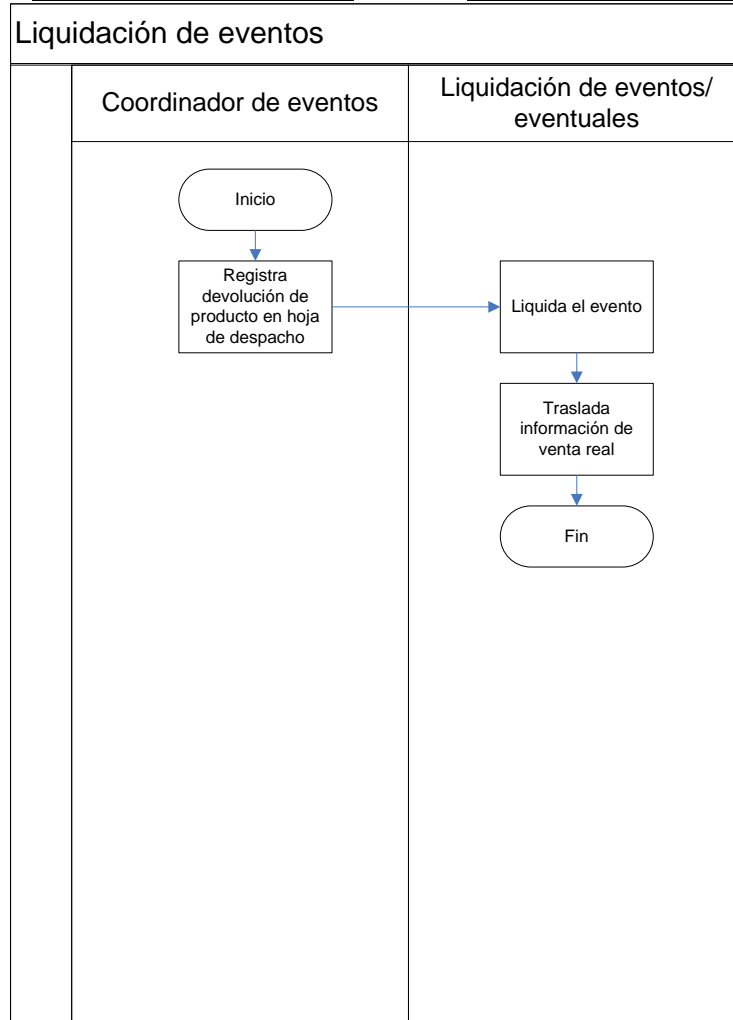 Liquidación de eventos
Coordinador de eventos
Liquidación de eventos/
eventuales
Inicio
Registra
devolución de
producto en hoja
de despacho
Liquida el evento
Traslada
información de
venta real
Fin